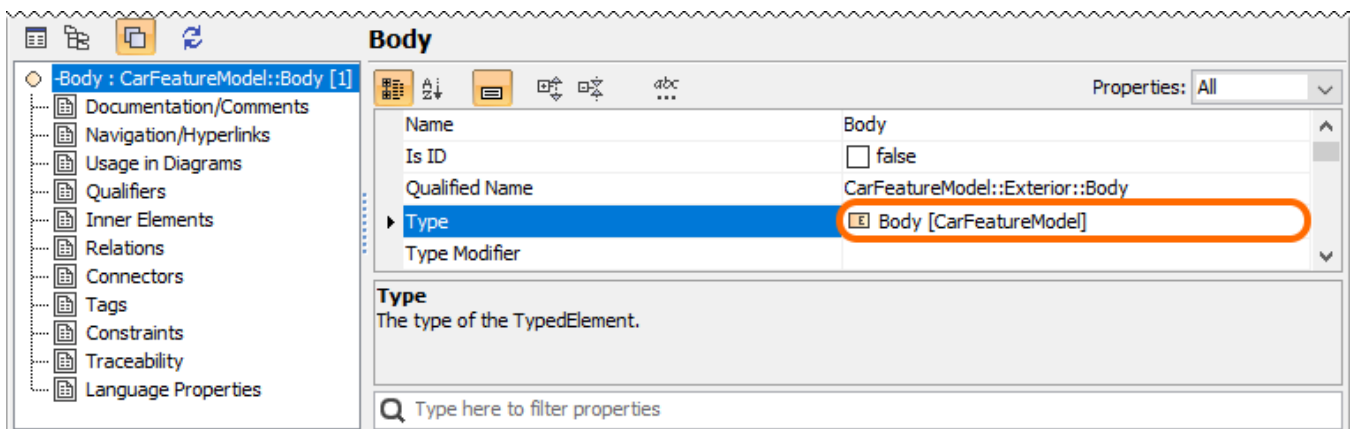 Body
-Body : CarFeatureModel::Body [1]
Documentation/Comments
Navigation/Hyperlinks
Usage in Diagrams
Qualifiers
Inner Elements
Relations
Connectors
Tags
Constraints
Traceability
Language Properties
abc
Properties: All
Name Body
Is ID false
Qualified Name CarFeatureModel::Exterior::Body
Type E Body [CarFeatureModel]
Type Modifier
Type
The type of the TypedElement.
Type here to filter properties